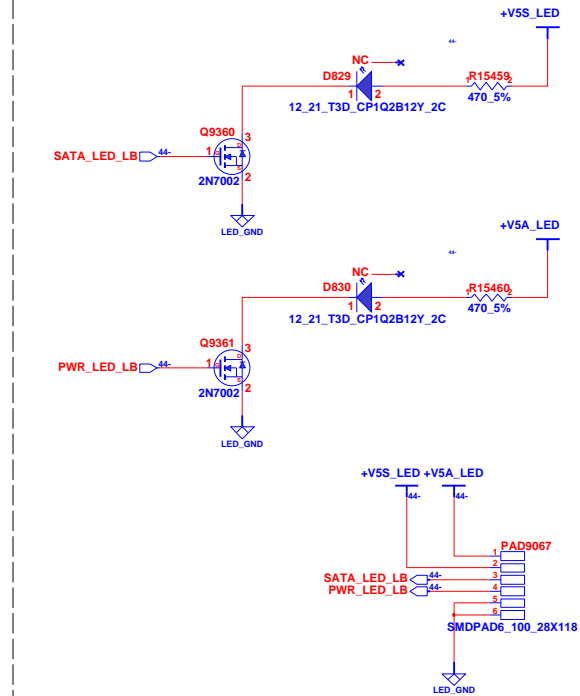 +V5S_LED
44-
NC
D829
R15459
1
2
1
2
470_5%
12_21_T3D_CP1Q2B12Y_2C
Q9360
3
SATA_LED_LB
44-
1
G
D
S
2
2N7002
LED_GND
+V5A_LED
44-
NC
D830
R15460
1
2
1
2
470_5%
12_21_T3D_CP1Q2B12Y_2C
Q9361
3
PWR_LED_LB
44-
1
G
D
S
2
2N7002
LED_GND
+V5S_LED +V5A_LED
44-
44-
PAD9067
1
2
SATA_LED_LB
44-
3
PWR_LED_LB
44-
4
5
6
SMDPAD6_100_28X118
LED_GND